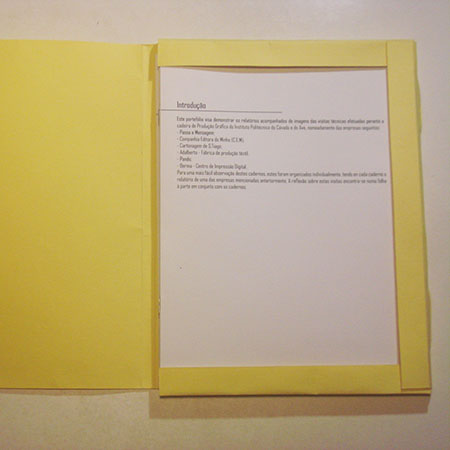 Introdução
Este portefólio visa demonstrar os relatórios acompanhados de imagens das visitas técnicas efetuadas perante a
cadeira de Produção Gráfica do Instituto Politécnico do Cávado e do Ave, nomeadamente das empresas seguintes:
- Passa a Mensagem;
- Companhia Editora do Minho (C.E.M);
- Cartonagem de S.Tiago;
- Adalberto - Fábrica de produção têxtil;
- Pardis;
- Deriva - Centro de Impressão Digital.
Para uma mais fácil observação destes cadernos, estes foram organizados individualmente, tendo em cada caderno o
relatório de uma das empresas mencionadas anteriormente. A reflexão sobre estas visitas encontra-se numa folha
à parte em conjunto com os cadernos.